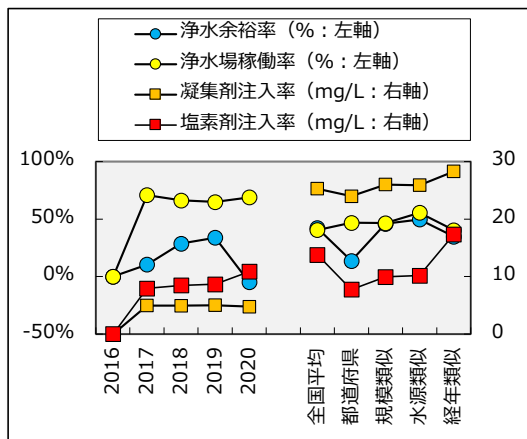 浄水余裕率（%：左軸）
浄水場稼働率（%：左軸）
凝集剤注入率（mg/L：右軸）
塩素剤注入率（mg/L：右軸）
100%
50%
0%
-50%
30
20
10
0
2016
2017
2018
2019
2020
全国平均
都道府県
規模類似
水源類似
経年類似